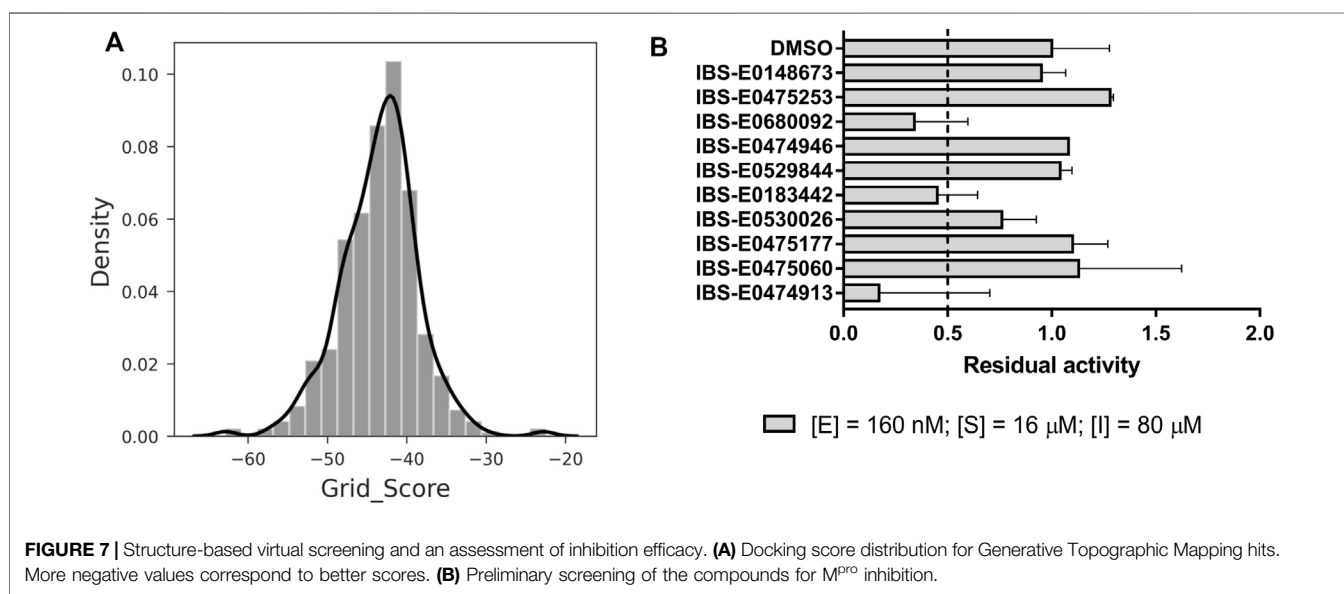 A
0.10
0.08
0.06
0.04
0.02
0.00
Density
−60
−50
−40
−30
−20
Grid_Score
B
DMSO
IBS-E0148673
IBS-E0475253
IBS-E0680092
IBS-E0474946
IBS-E0529844
IBS-E0183442
IBS-E0530026
IBS-E0475177
IBS-E0475060
IBS-E0474913
0.0
0.5
1.0
1.5
2.0
Residual activity
[E] = 160 nM; [S] = 16 μM; [I] = 80 μM
FIGURE 7 | Structure-based virtual screening and an assessment of inhibition efficacy. (A) Docking score distribution for Generative Topographic Mapping hits.
More negative values correspond to better scores. (B) Preliminary screening of the compounds for Mpro inhibition.